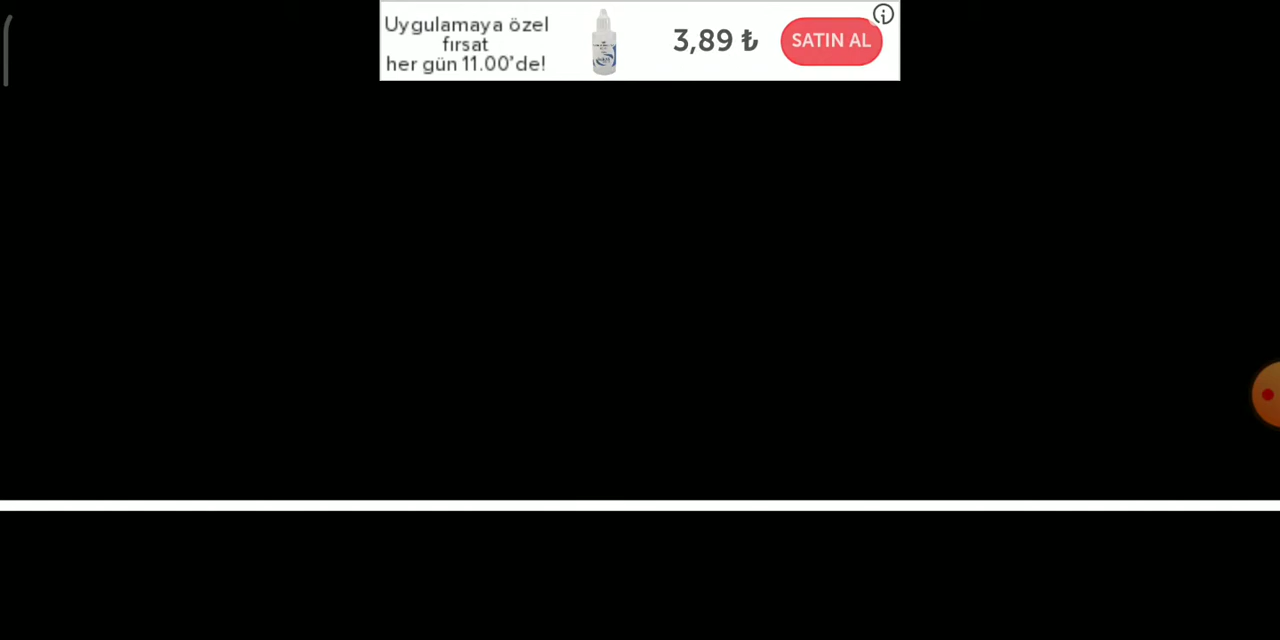 Uygulamaya özel
fırsat
her gün 11.00'de!
3,89 ₺
SATIN AL